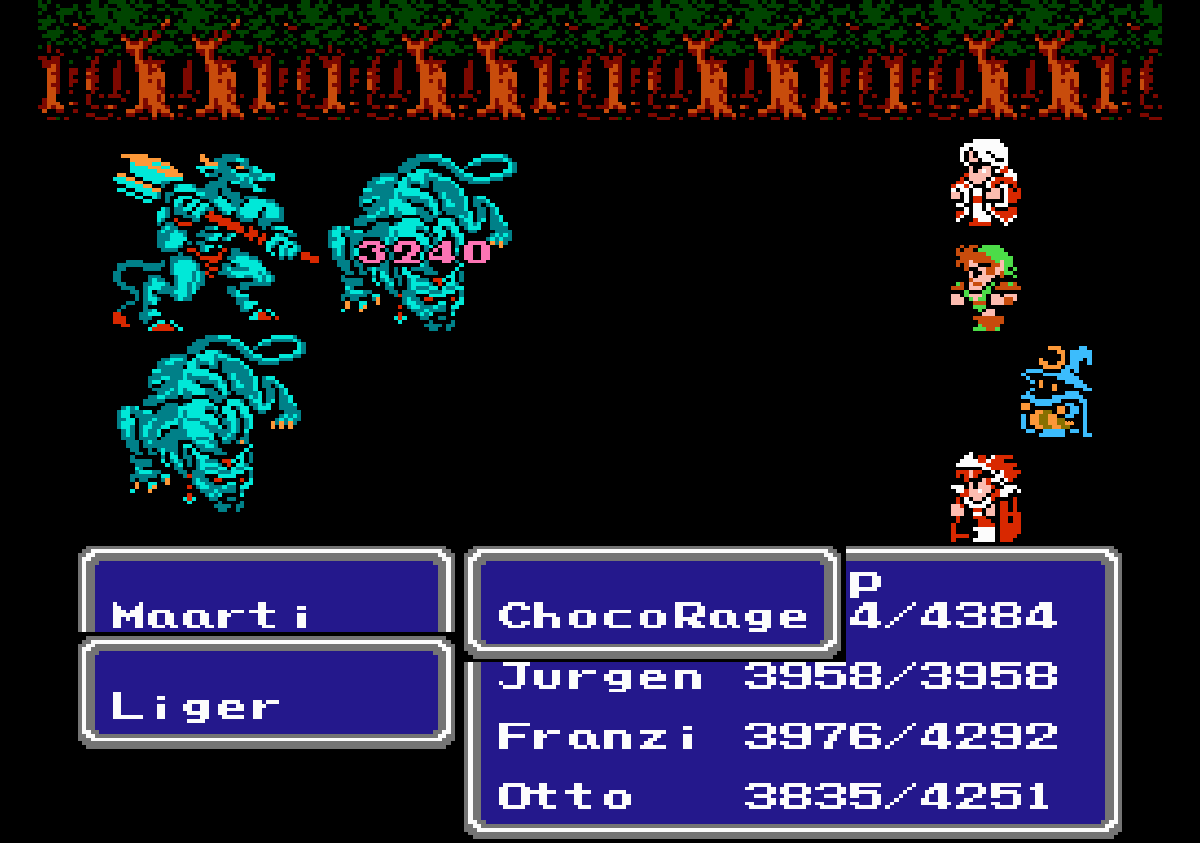 3240
Maarti
ChocoRage
p
4/4384
Liger
Jurgen 3958/3958
Franzi 3976/4292
Otto 3835/4251